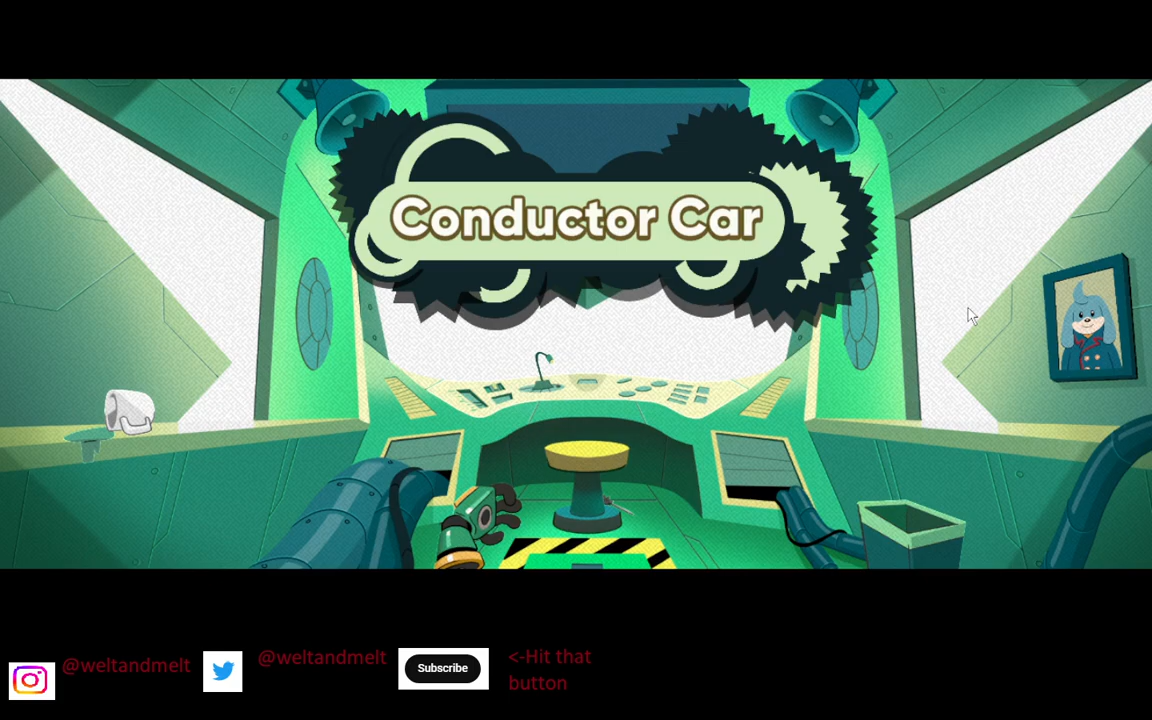 Conductor Car
@weltandmelt
@weltandmelt
Subscribe
<-Hit that
button